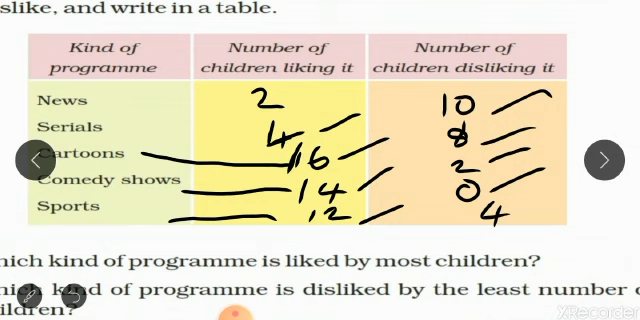 slike, and write in a table.
Kind of programme Number of children liking it Number of children disliking it
News 2 10
Serials 4 8
Cartoons 16 2
Comedy shows 14 0
Sports 12 4
hich kind of programme is liked by most children?
hich kind of programme is disliked by the least number o
ildren?
XRecorder